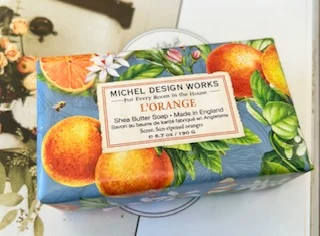 MICHEL DESIGN WORKS
For Every Room in the House
L'ORANGE
Shea Butter Soap • Made in England
Savon au beurre de karité fabriqué en Angleterre
Scent: Sun-ripened oranges
℮ 6.7 oz / 190 G